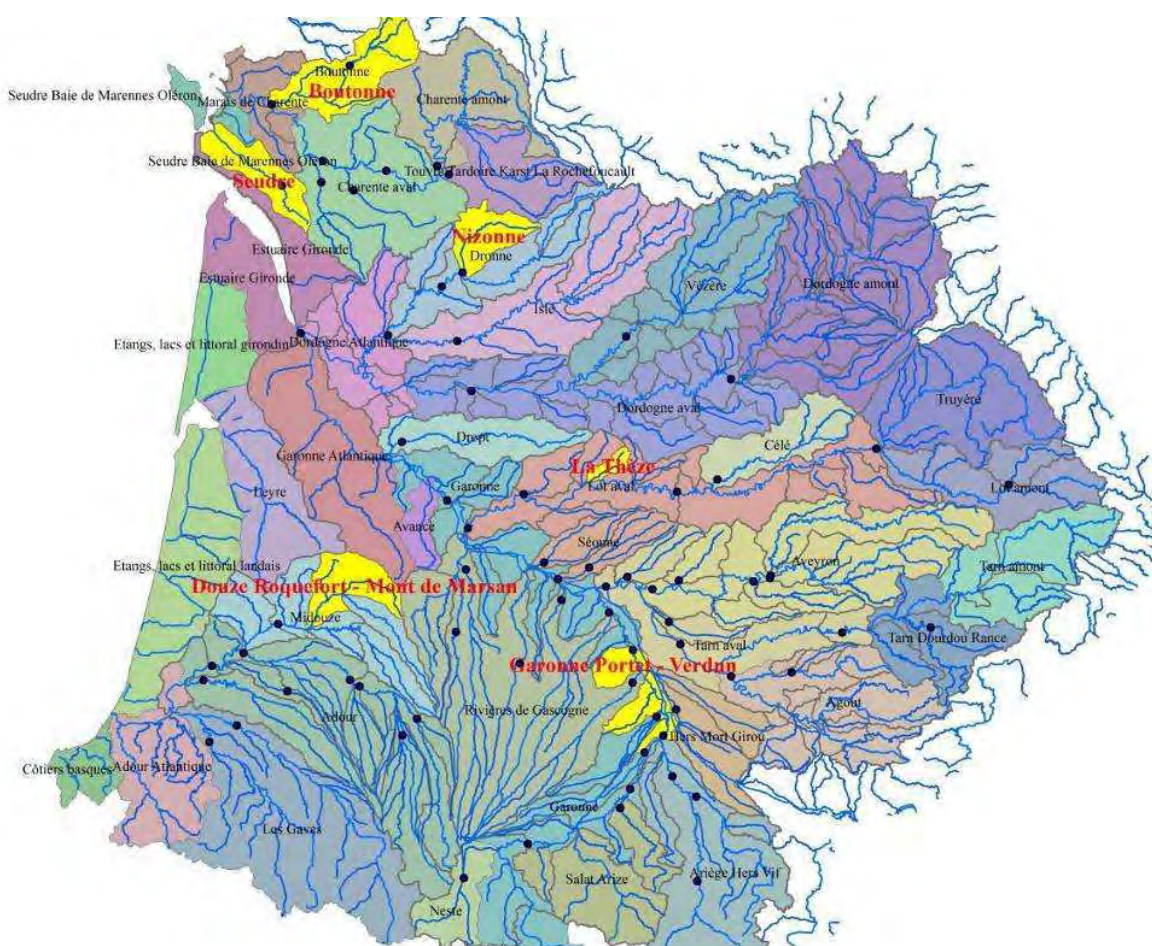 Boutonne
Boutonne
Seudre Baie de Marennes Oléron
Marais de Charente
Charente amont
Seudre Baie de Marennes Oléron
Touvre Tardoire Karst La Rochefoucault
Seudre
Charente aval
Nizonne
Estuaire Gironde
Dronne
Estuaire Gironde
Vézère
Dordogne amont
Isle
Etangs, lacs et littoral girondin
Dordogne Atlantique
Truyère
Dordogne aval
Dropt
Célé
Garonne Atlantique
La Thèze
Lot aval
Lot amont
Leyre
Garonne
Avance
Séoune
Aveyron
Etangs, lacs et littoral landais
Tarn amont
Douze Roquefort - Mont de Marsan
Midouze
Tarn Dourdou Rance
Tarn aval
Garonne Portet - Verdun
Agout
Adour
Rivières de Gascogne
Hers Mort Girou
Côtiers basques
Adour Atlantique
Garonne
Les Gaves
Salat Arize
Ariège Hers Vif
Neste